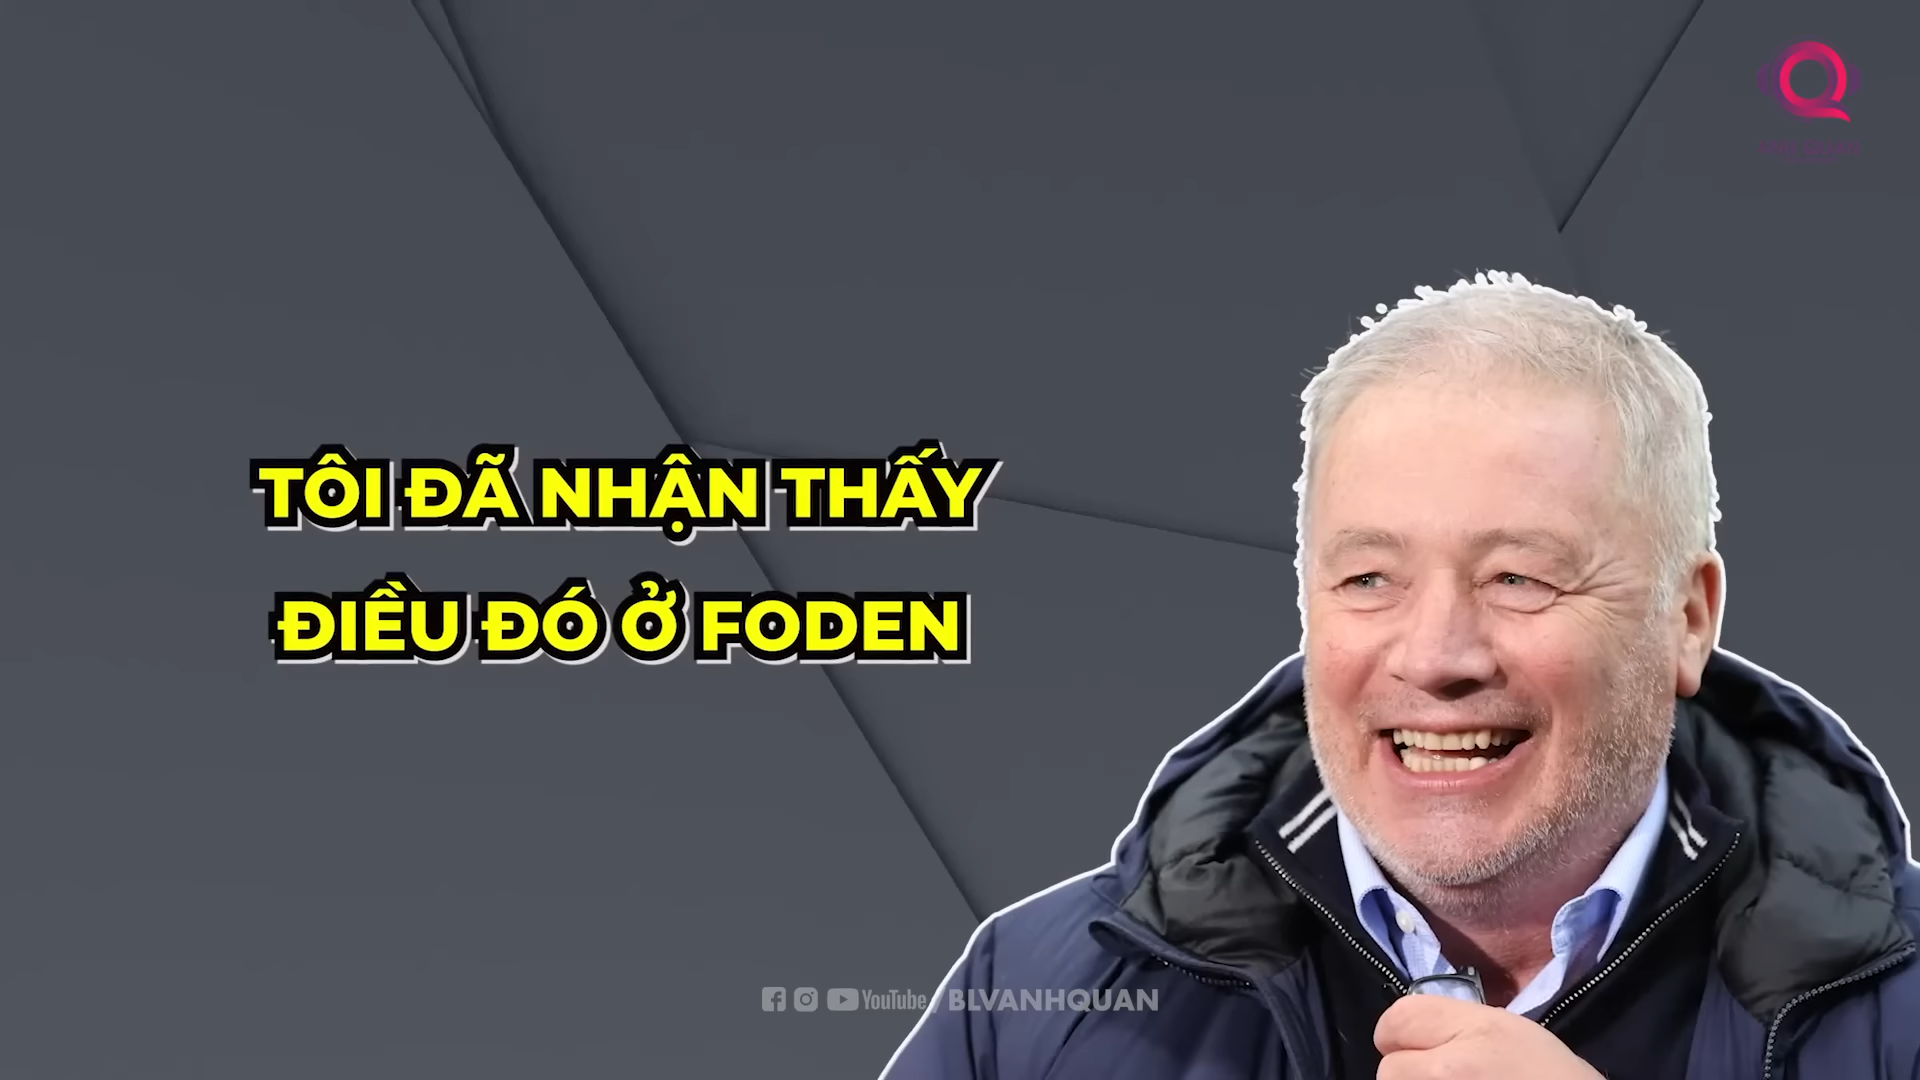 TÔI ĐÃ NHẬN THẤY
ĐIỀU ĐÓ Ở FODEN
YouTube / BLVANHQUAN